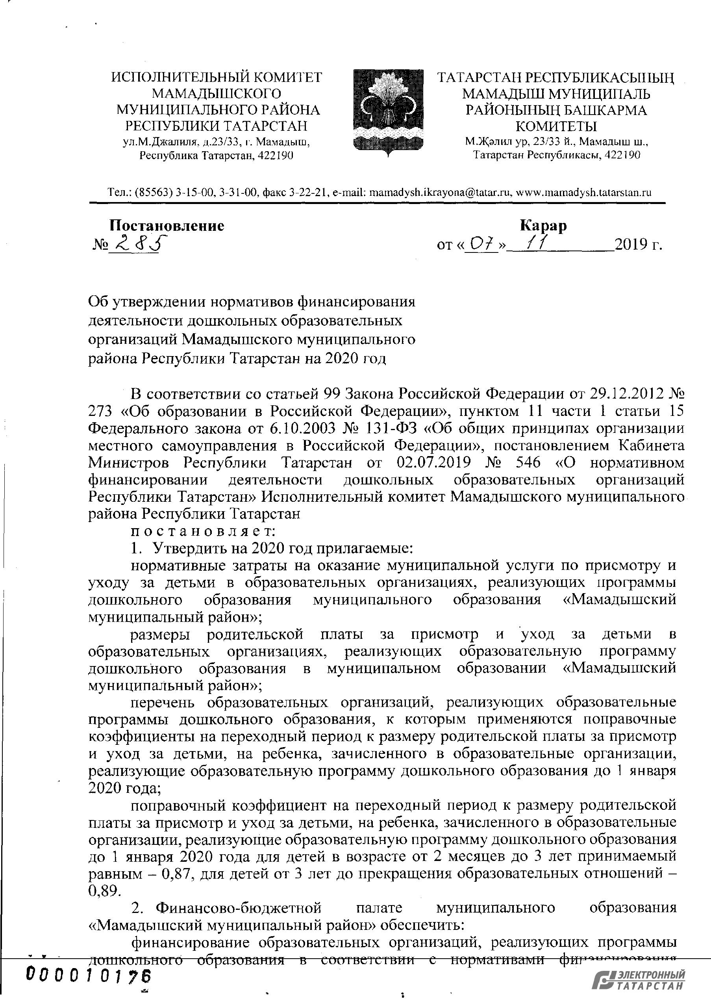 ИСПОЛНИТЕЛЬНЫЙ КОМИТЕТ
МАМАДЫШСКОГО
МУНИЦИПАЛЬНОГО РАЙОНА
РЕСПУБЛИКИ ТАТАРСТАН
ул.М.Джалиля, д.23/33, г. Мамадыш,
Республика Татарстан, 422190
ТАТАРСТАН РЕСПУБЛИКАСЫНЫҢ
МАМАДЫШ МУНИЦИПАЛЬ
РАЙОНЫНЫҢ БАШКАРМА
КОМИТЕТЫ
М.Җәлил ур, 23/33 й., Мамадыш ш.,
Татарстан Республикасы, 422190
Тел.: (85563) 3-15-00, 3-31-00, факс 3-22-21, e-mail: mamadysh.ikrayona@tatar.ru, www.mamadysh.tatarstan.ru
Постановление Карар
№ 285 от «07» 11 2019 г.
Об утверждении нормативов финансирования
деятельности дошкольных образовательных
организаций Мамадышского муниципального
района Республики Татарстан на 2020 год
В соответствии со статьей 99 Закона Российской Федерации от 29.12.2012 №
273 «Об образовании в Российской Федерации», пунктом 11 части 1 статьи 15
Федерального закона от 6.10.2003 № 131-ФЗ «Об общих принципах организации
местного самоуправления в Российской Федерации», постановлением Кабинета
Министров Республики Татарстан от 02.07.2019 № 546 «О нормативном
финансировании деятельности дошкольных образовательных организаций
Республики Татарстан» Исполнительный комитет Мамадышского муниципального
района Республики Татарстан
п о с т а н о в л я е т:
1. Утвердить на 2020 год прилагаемые:
нормативные затраты на оказание муниципальной услуги по присмотру и
уходу за детьми в образовательных организациях, реализующих программы
дошкольного образования муниципального образования «Мамадышский
муниципальный район»;
размеры родительской платы за присмотр и уход за детьми в
образовательных организациях, реализующих образовательную программу
дошкольного образования в муниципальном образовании «Мамадышский
муниципальный район»;
перечень образовательных организаций, реализующих образовательные
программы дошкольного образования, к которым применяются поправочные
коэффициенты на переходный период к размеру родительской платы за присмотр
и уход за детьми, на ребенка, зачисленного в образовательные организации,
реализующие образовательную программу дошкольного образования до 1 января
2020 года;
поправочный коэффициент на переходный период к размеру родительской
платы за присмотр и уход за детьми, на ребенка, зачисленного в образовательные
организации, реализующие образовательную программу дошкольного образования
до 1 января 2020 года для детей в возрасте от 2 месяцев до 3 лет принимаемый
равным – 0,87, для детей от 3 лет до прекращения образовательных отношений –
0,89.
2. Финансово-бюджетной палате муниципального образования
«Мамадышский муниципальный район» обеспечить:
финансирование образовательных организаций, реализующих программы
дошкольного образования в соответствии с нормативами финансирования
000010176
ЭЛЕКТРОННЫЙ
ТАТАРСТАН